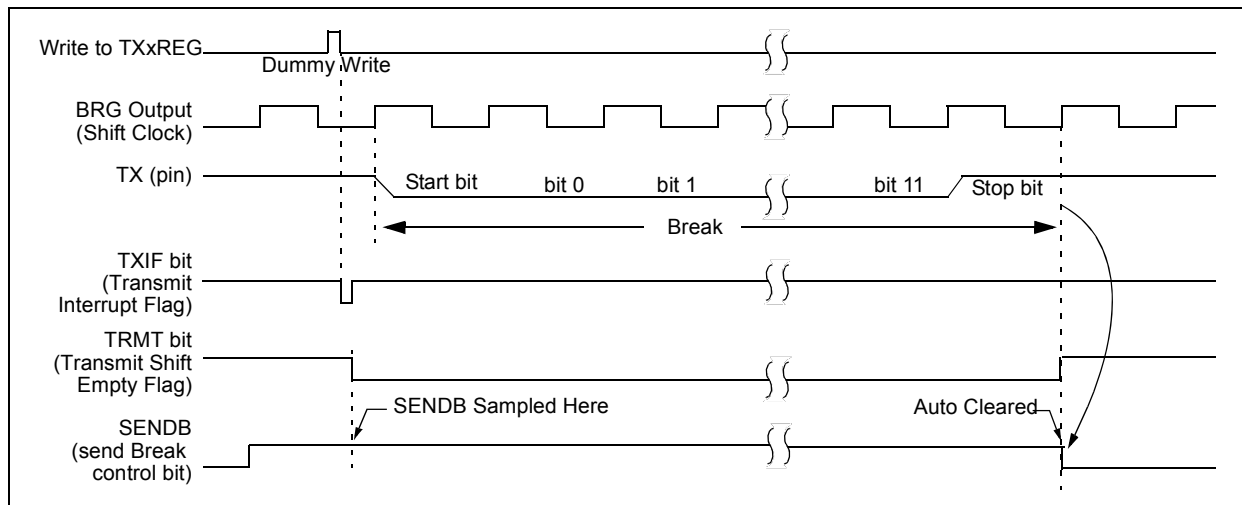 Write to TXxREG
Dummy Write
BRG Output
(Shift Clock)
TX (pin)
Start bit
bit 0
bit 1
bit 11
Stop bit
Break
TXIF bit
(Transmit
Interrupt Flag)
TRMT bit
(Transmit Shift
Empty Flag)
SENDB Sampled Here
Auto Cleared
SENDB
(send Break
control bit)